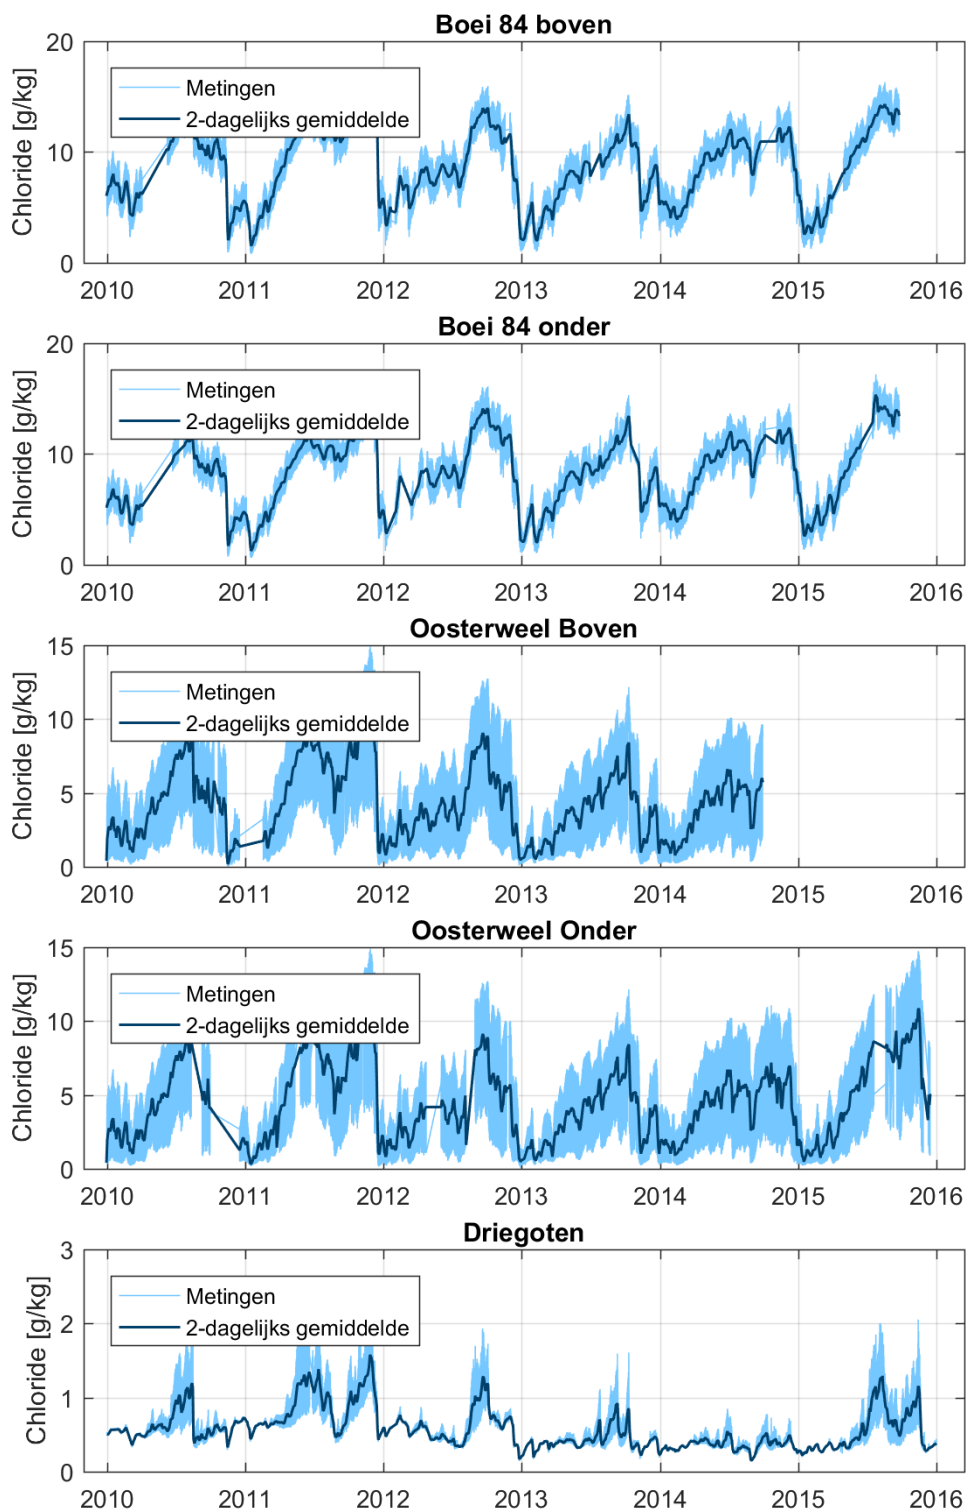 Boei 84 boven
Chloride [g/kg]
20
10
0
Metingen
2-dagelijks gemiddelde
2010 2011 2012 2013 2014 2015 2016
Boei 84 onder
Chloride [g/kg]
20
10
0
Metingen
2-dagelijks gemiddelde
2010 2011 2012 2013 2014 2015 2016
Oosterweel Boven
Chloride [g/kg]
15
10
5
0
Metingen
2-dagelijks gemiddelde
2010 2011 2012 2013 2014 2015 2016
Oosterweel Onder
Chloride [g/kg]
15
10
5
0
Metingen
2-dagelijks gemiddelde
2010 2011 2012 2013 2014 2015 2016
Driegoten
Chloride [g/kg]
3
2
1
0
Metingen
2-dagelijks gemiddelde
2010 2011 2012 2013 2014 2015 2016